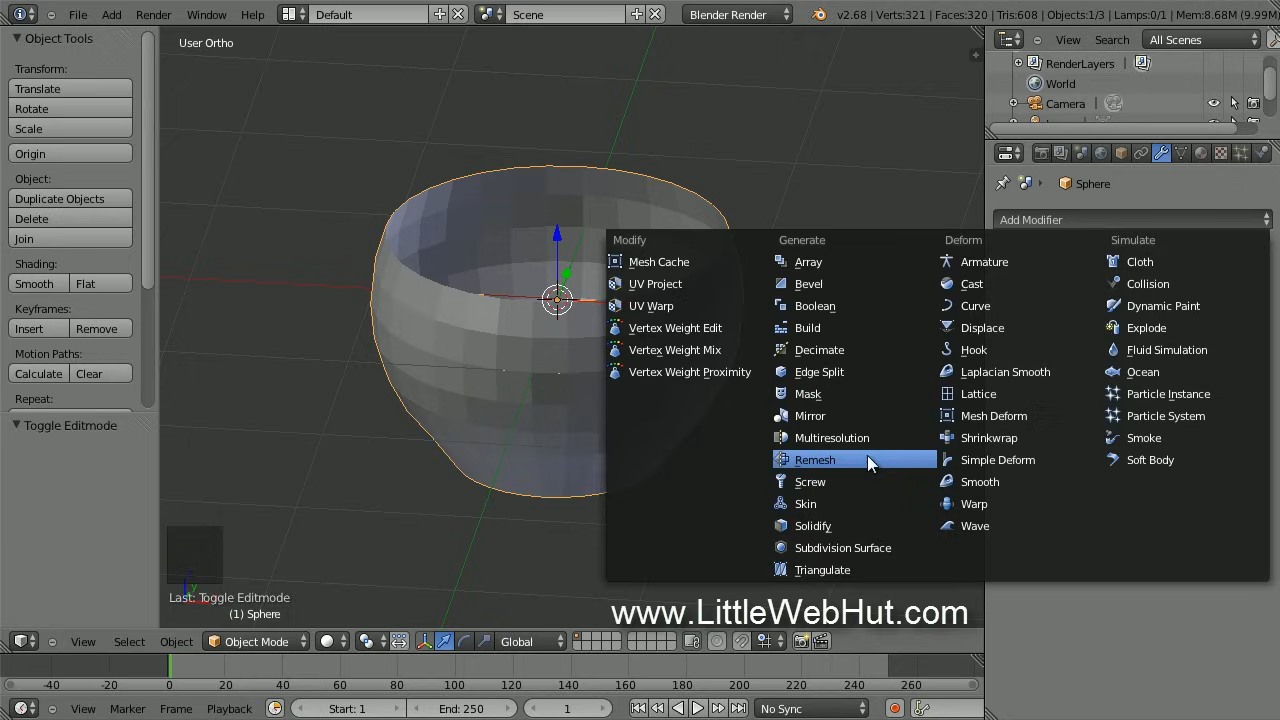 File Add Render Window Help Default Scene Blender Render v2.68 | Verts:321 | Faces:320 | Tris:608 | Objects:1/3 | Lamps:0/1 | Mem:8.68M (9.99M
Object Tools
Transform:
Translate
Rotate
Scale
Origin
Object:
Duplicate Objects
Delete
Join
Shading:
Smooth Flat
Keyframes:
Insert Remove
Motion Paths:
Calculate Clear
Repeat:
Toggle Editmode
User Ortho
Last: Toggle Editmode
(1) Sphere
View Search All Scenes
RenderLayers
World
Camera
Sphere
Add Modifier
Modify
Mesh Cache
UV Project
UV Warp
Vertex Weight Edit
Vertex Weight Mix
Vertex Weight Proximity
Generate
Array
Bevel
Boolean
Build
Decimate
Edge Split
Mask
Mirror
Multiresolution
Remesh
Screw
Skin
Solidify
Subdivision Surface
Triangulate
Deform
Armature
Cast
Curve
Displace
Hook
Laplacian Smooth
Lattice
Mesh Deform
Shrinkwrap
Simple Deform
Smooth
Warp
Wave
Simulate
Cloth
Collision
Dynamic Paint
Explode
Fluid Simulation
Ocean
Particle Instance
Particle System
Smoke
Soft Body
www.LittleWebHut.com
View Select Object Object Mode Global
-40 -20 0 20 40 60 80 100 120 140 160 180 200 220 240 260
View Marker Frame Playback Start: 1 End: 250 1 No Sync